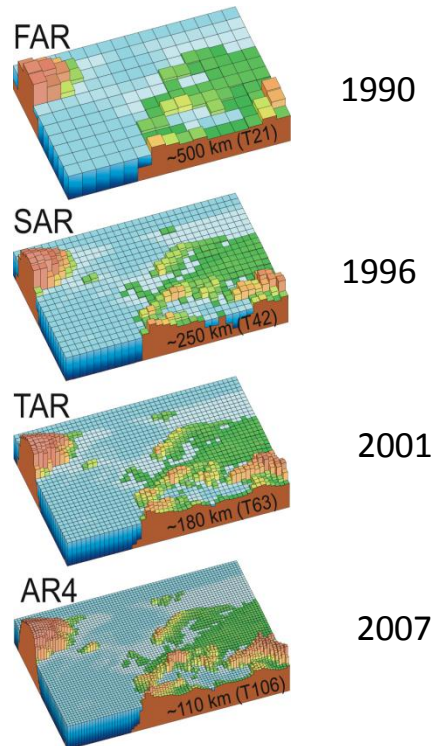 FAR
1990
~500 km (T21)
SAR
1996
~250 km (T42)
TAR
2001
~180 km (T63)
AR4
2007
~110 km (T106)